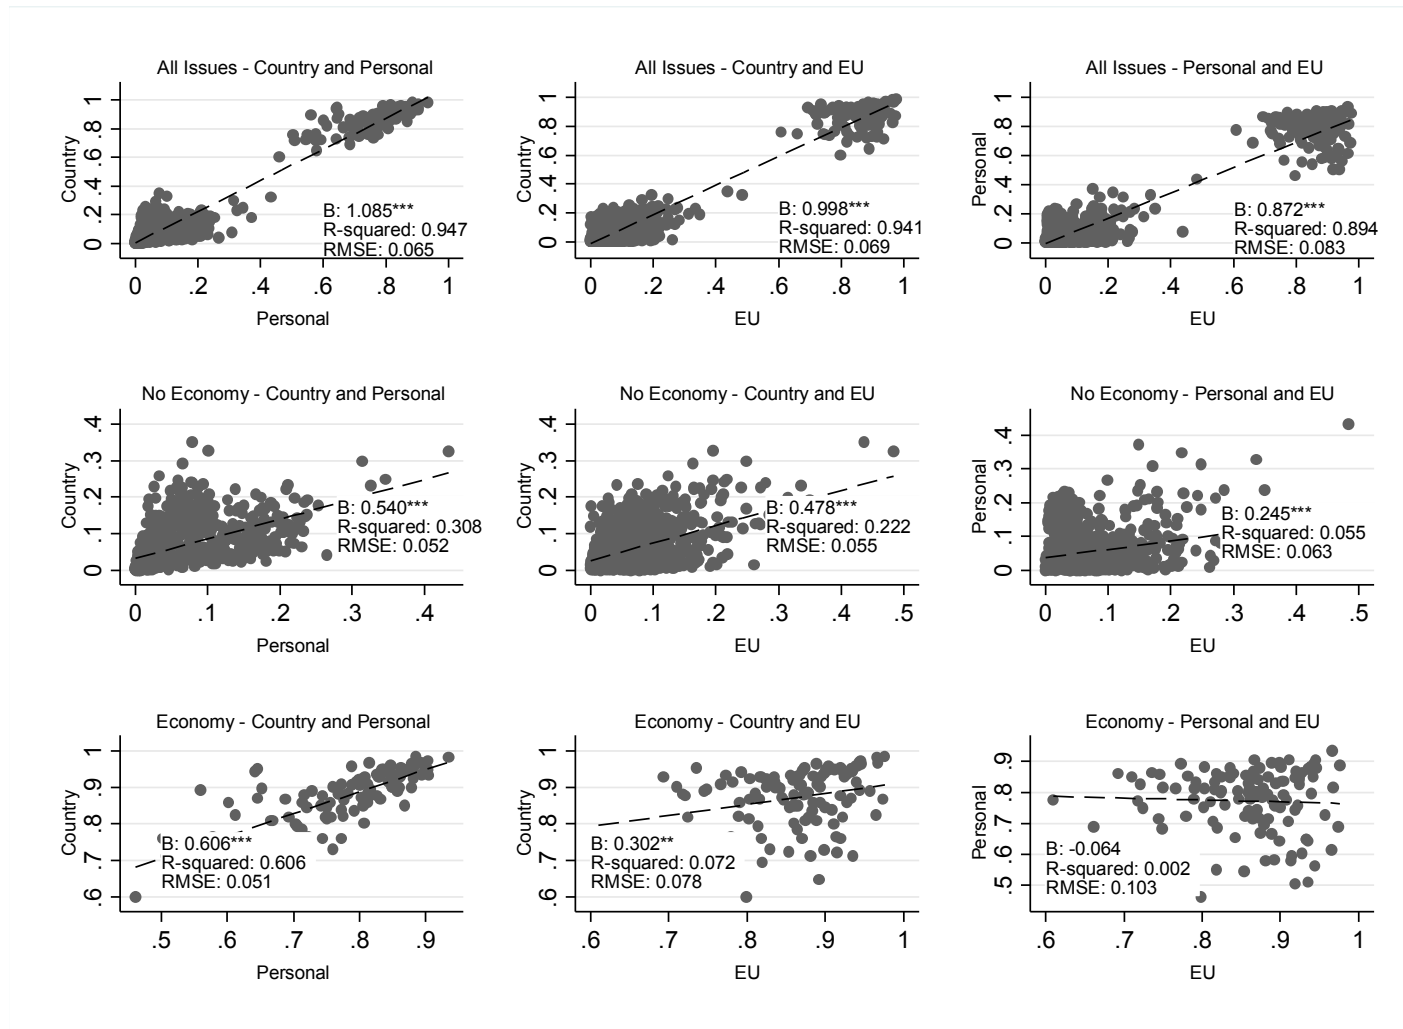 All Issues - Country and Personal
Country
1
.8
.6
.4
.2
0
B: 1.085***
R-squared: 0.947
RMSE: 0.065
0 .2 .4 .6 .8 1
Personal
All Issues - Country and EU
Country
1
.8
.6
.4
.2
0
B: 0.998***
R-squared: 0.941
RMSE: 0.069
0 .2 .4 .6 .8 1
EU
All Issues - Personal and EU
Personal
1
.8
.6
.4
.2
0
B: 0.872***
R-squared: 0.894
RMSE: 0.083
0 .2 .4 .6 .8 1
EU
No Economy - Country and Personal
Country
.4
.3
.2
.1
0
B: 0.540***
R-squared: 0.308
RMSE: 0.052
0 .1 .2 .3 .4
Personal
No Economy - Country and EU
Country
.4
.3
.2
.1
0
B: 0.478***
R-squared: 0.222
RMSE: 0.055
0 .1 .2 .3 .4 .5
EU
No Economy - Personal and EU
Personal
.4
.3
.2
.1
0
B: 0.245***
R-squared: 0.055
RMSE: 0.063
0 .1 .2 .3 .4 .5
EU
Economy - Country and Personal
Country
1
.9
.8
.7
.6
B: 0.606***
R-squared: 0.606
RMSE: 0.051
.5 .6 .7 .8 .9
Personal
Economy - Country and EU
Country
1
.9
.8
.7
.6
B: 0.302**
R-squared: 0.072
RMSE: 0.078
.6 .7 .8 .9 1
EU
Economy - Personal and EU
Personal
.9
.8
.7
.6
.5
B: -0.064
R-squared: 0.002
RMSE: 0.103
.6 .7 .8 .9 1
EU